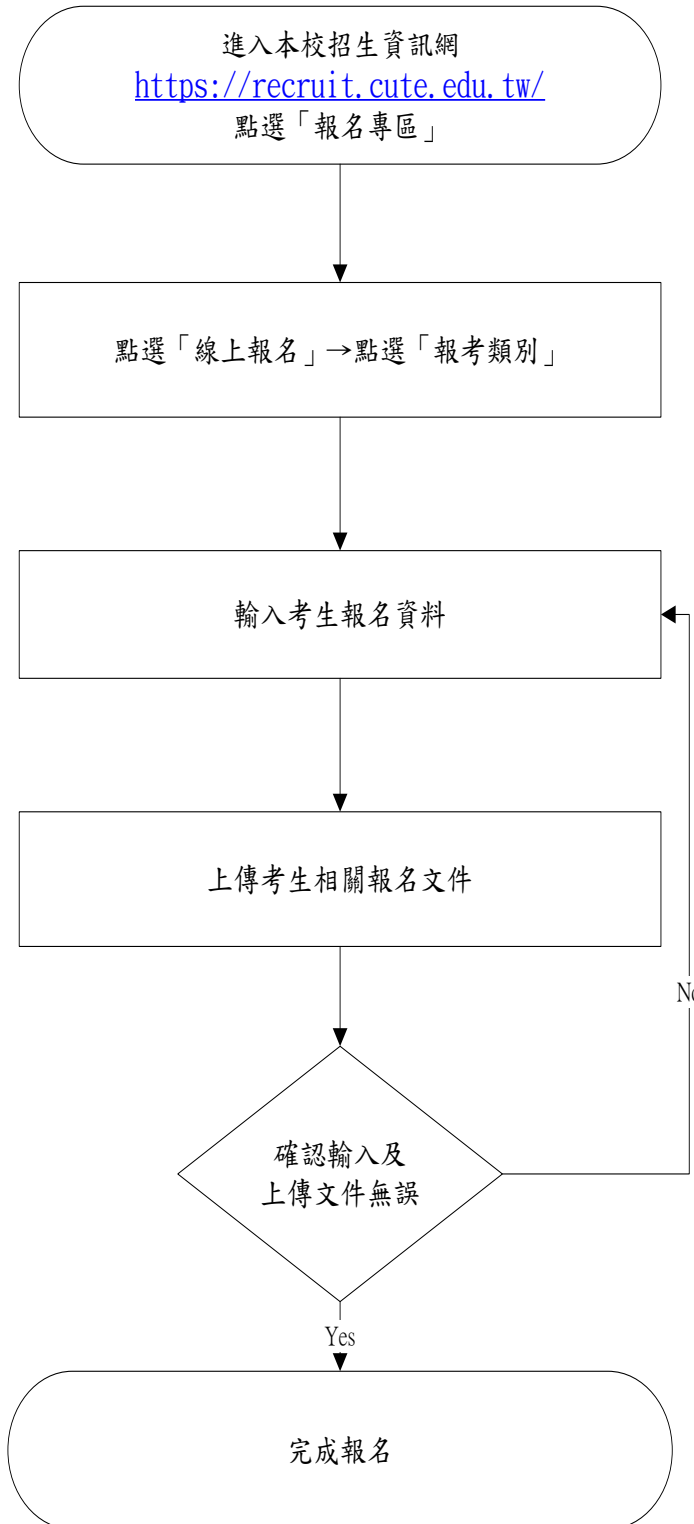 進入本校招生資訊網
https://recruit.cute.edu.tw/
點選「報名專區」
點選「線上報名」→點選「報考類別」
輸入考生報名資料
上傳考生相關報名文件
No
確認輸入及
上傳文件無誤
Yes
完成報名